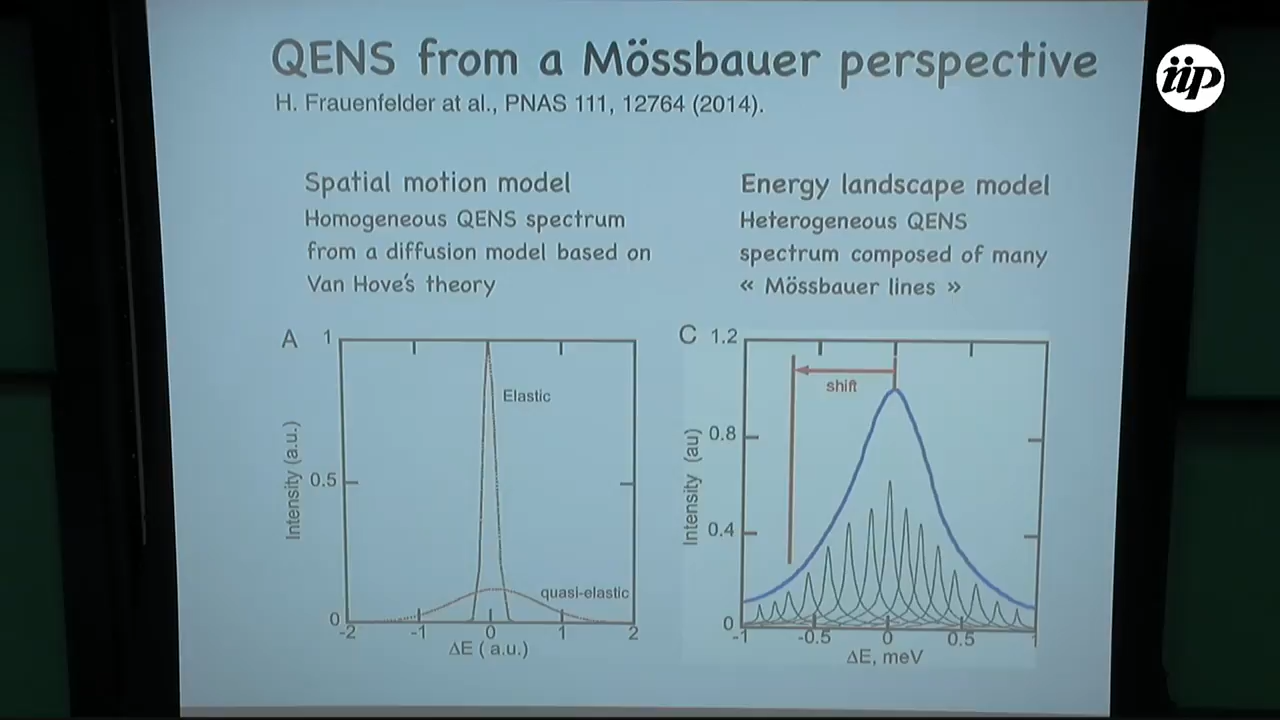 QENS from a Mössbauer perspective
H. Frauenfelder at al., PNAS 111, 12764 (2014).
iip
Spatial motion model
Homogeneous QENS spectrum
from a diffusion model based on
Van Hove's theory
Energy landscape model
Heterogeneous QENS
spectrum composed of many
« Mössbauer lines »
A
1
0.5
0
Intensity (a.u.)
Elastic
quasi-elastic
-2 -1 0 1 2
ΔE ( a.u.)
C
1.2
0.8
0.4
0
Intensity (au)
shift
-1 -0.5 0 0.5 1
ΔE, meV